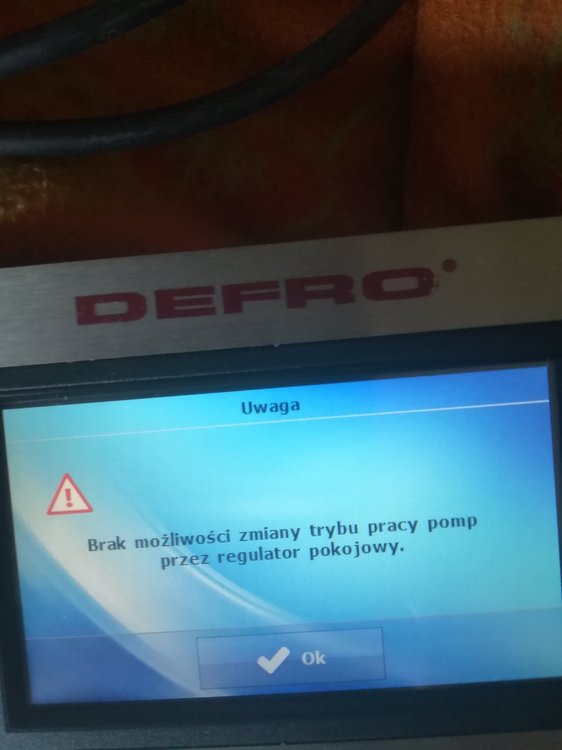 DEFRO®
Uwaga
Brak możliwości zmiany trybu pracy pomp
przez regulator pokojowy.
Ok